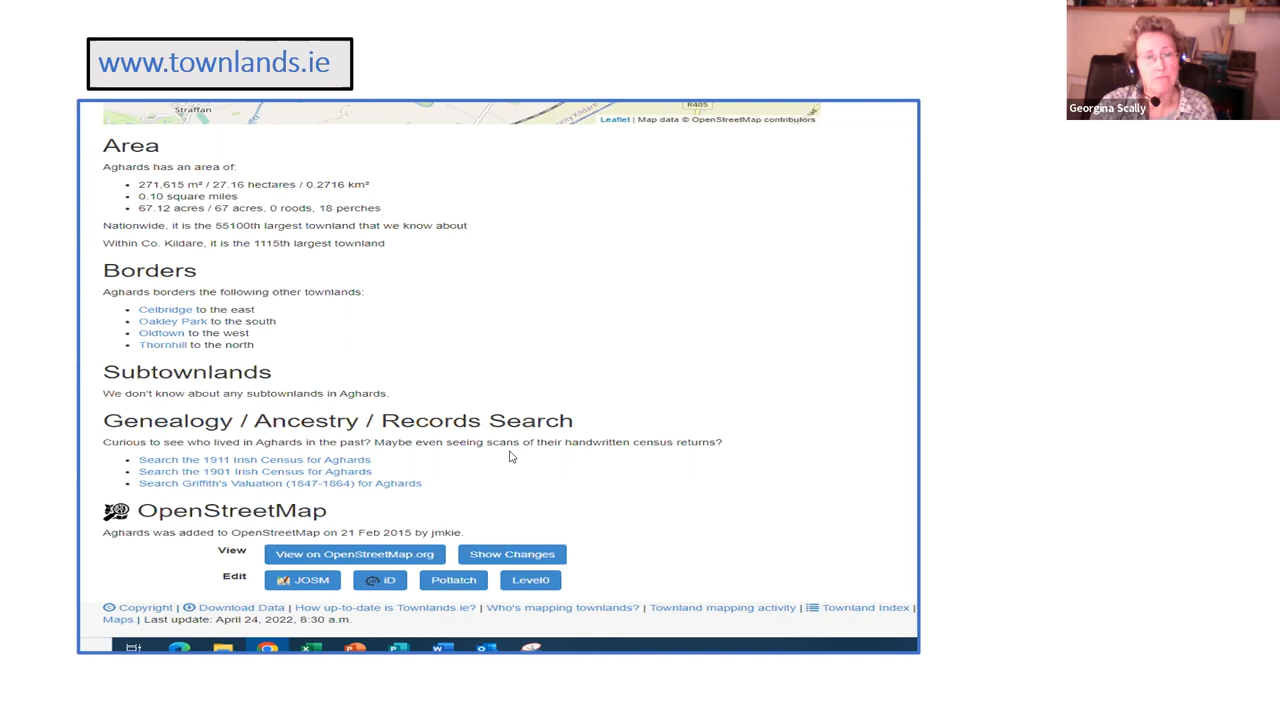 www.townlands.ie
Georgina Scally
Straffan
R405
County Kildare
Leaflet | Map data © OpenStreetMap contributors
Area
Aghards has an area of:
• 271,615 m² / 27.16 hectares / 0.2716 km²
• 0.10 square miles
• 67.12 acres / 67 acres, 0 roods, 18 perches
Nationwide, it is the 55100th largest townland that we know about
Within Co. Kildare, it is the 1115th largest townland
Borders
Aghards borders the following other townlands:
• Celbridge to the east
• Oakley Park to the south
• Oldtown to the west
• Thornhill to the north
Subtownlands
We don't know about any subtownlands in Aghards.
Genealogy / Ancestry / Records Search
Curious to see who lived in Aghards in the past? Maybe even seeing scans of their handwritten census returns?
• Search the 1911 Irish Census for Aghards
• Search the 1901 Irish Census for Aghards
• Search Griffith's Valuation (1847-1864) for Aghards
OpenStreetMap
Aghards was added to OpenStreetMap on 21 Feb 2015 by jmkie.
View View on OpenStreetMap.org Show Changes
Edit JOSM iD Potlatch Level0
© Copyright | Download Data | How up-to-date is Townlands.ie? | Who's mapping townlands? | Townland mapping activity | Townland Index |
Maps | Last update: April 24, 2022, 8:30 a.m.